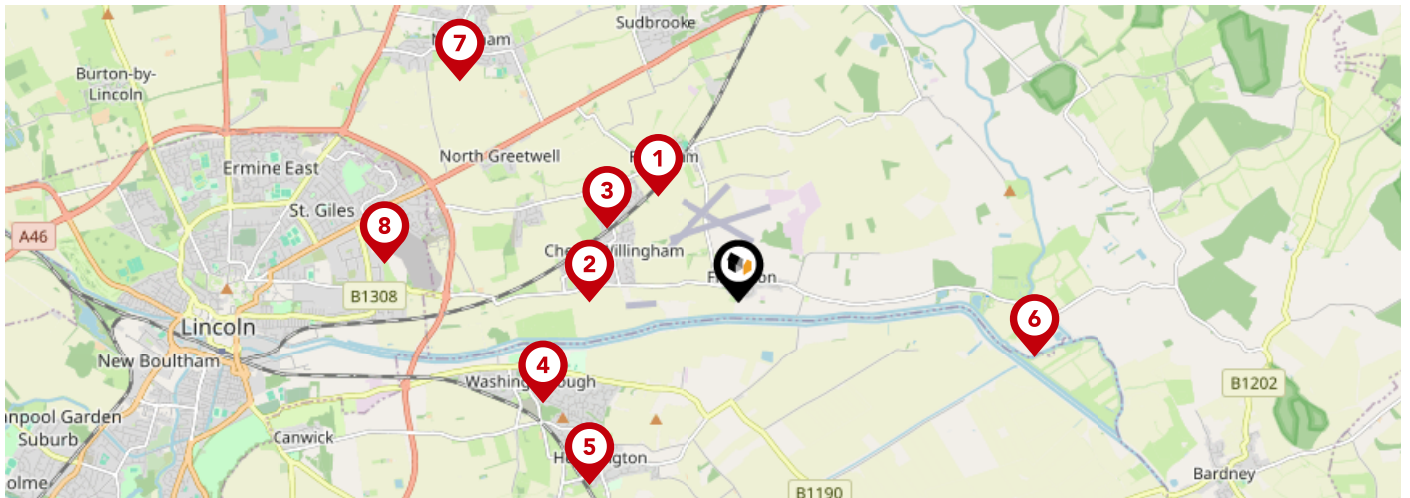 Sudbrooke
7
Burton-by-
Lincoln
North Greetwell
1
Ermine East
3
St. Giles
8
A46
2
B1308
6
Lincoln
New Boultham
4
B1202
Canwick
Suburb
5
Bardney
B1190